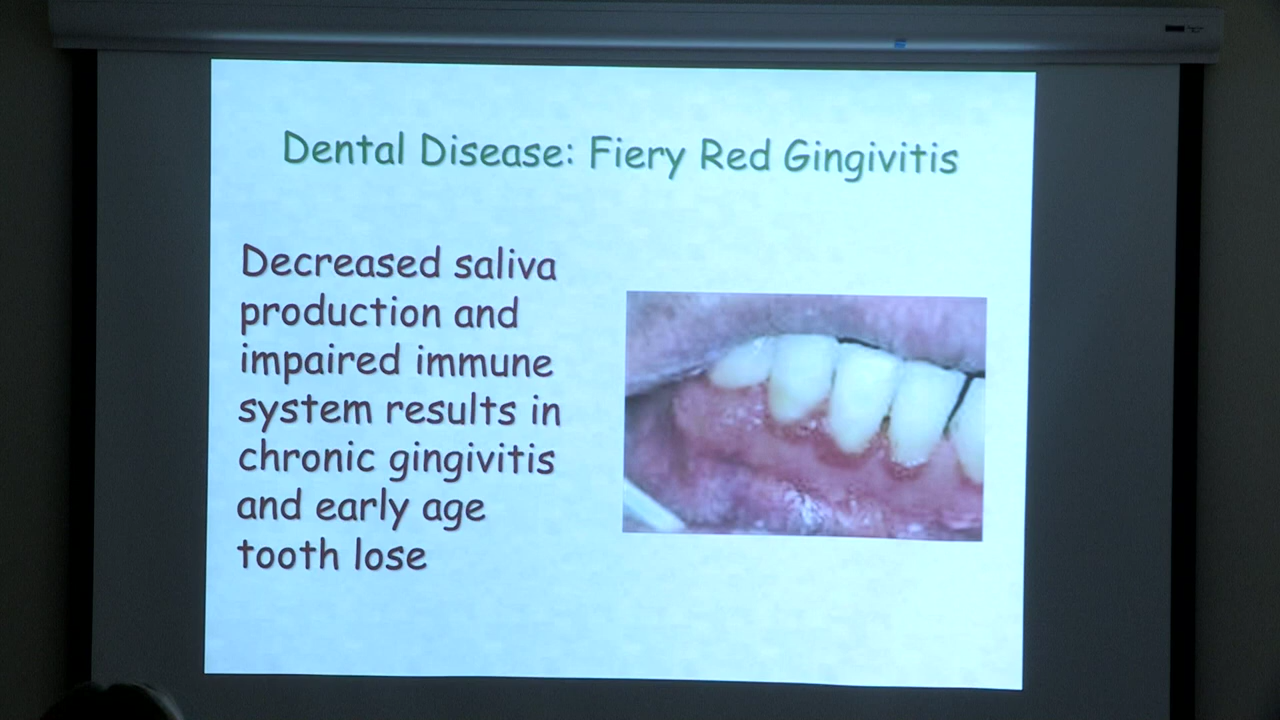 Dental Disease: Fiery Red Gingivitis
Decreased saliva
production and
impaired immune
system results in
chronic gingivitis
and early age
tooth lose